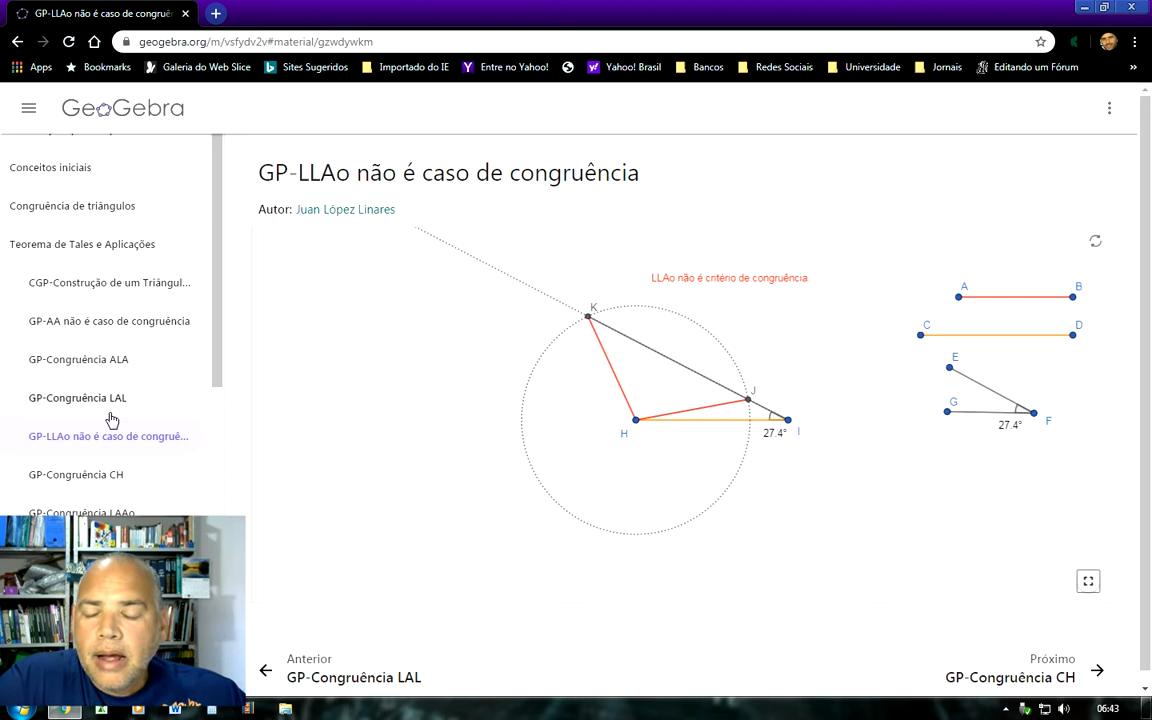 GP-LLAo não é caso de congruê
geogebra.org/m/vsfydv2v#material/gzwdywkm
Apps
Bookmarks
Galeria do Web Slice
Sites Sugeridos
Importado do IE
Entre no Yahoo!
Yahoo! Brasil
Bancos
Redes Sociais
Universidade
Jornais
Editando um Fórum
»
GeoGebra
Conceitos iniciais
Congruência de triângulos
Teorema de Tales e Aplicações
CGP-Construção de um Triângul...
GP-AA não é caso de congruência
GP-Congruência ALA
GP-Congruência LAL
GP-LLAo não é caso de congruê...
GP-Congruência CH
GP-Congruência LAAo
GP-LLAo não é caso de congruência
Autor: Juan López Linares
LLAo não é critério de congruência
K
J
H
I
27.4°
A
B
C
D
E
G
F
27.4°
Anterior
GP-Congruência LAL
Próximo
GP-Congruência CH
06:43